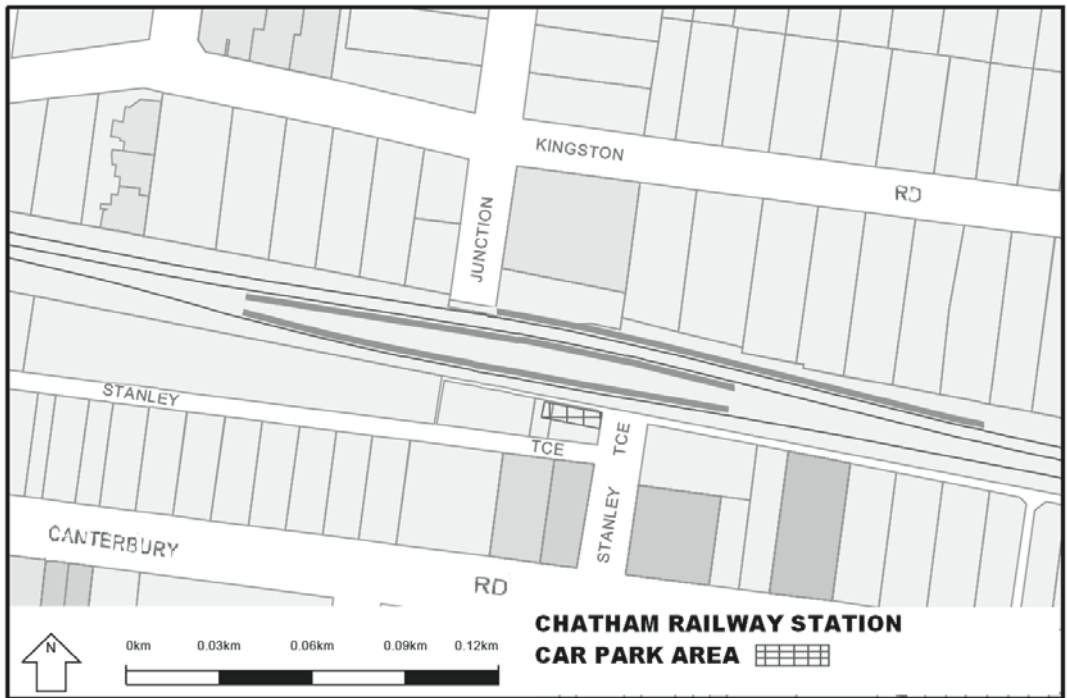 KINGSTON
RD
JUNCTION
STANLEY
TCE
STANLEY TCE
CANTERBURY
RD
N
0km 0.03km 0.06km 0.09km 0.12km
CHATHAM RAILWAY STATION
CAR PARK AREA